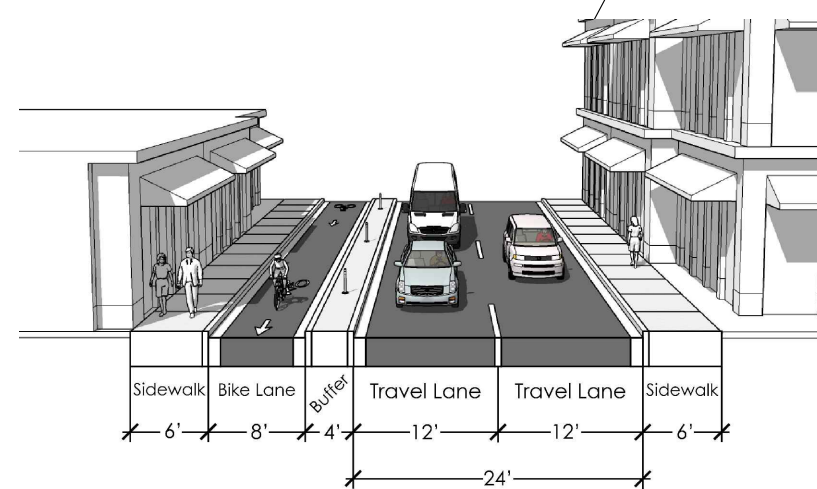 Sidewalk Bike Lane Buffer Travel Lane Travel Lane Sidewalk
6' 8' 4' 12' 12' 6'
24'